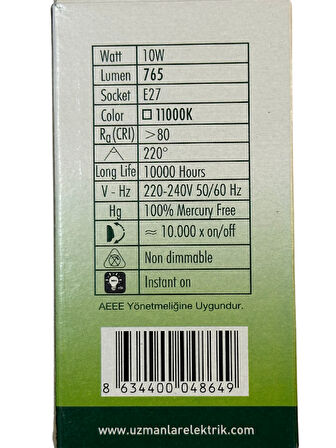 Watt 10W
Lumen 765
Socket E27
Color □ 11000K
Ra(CRI) >80
220°
Long Life 10000 Hours
V - Hz 220-240V 50/60 Hz
Hg 100% Mercury Free
≈ 10.000 x on/off
Non dimmable
Instant on
AEEE Yönetmeliğine Uygundur.
8 634400 048649
www.uzmanlarelektrik.com